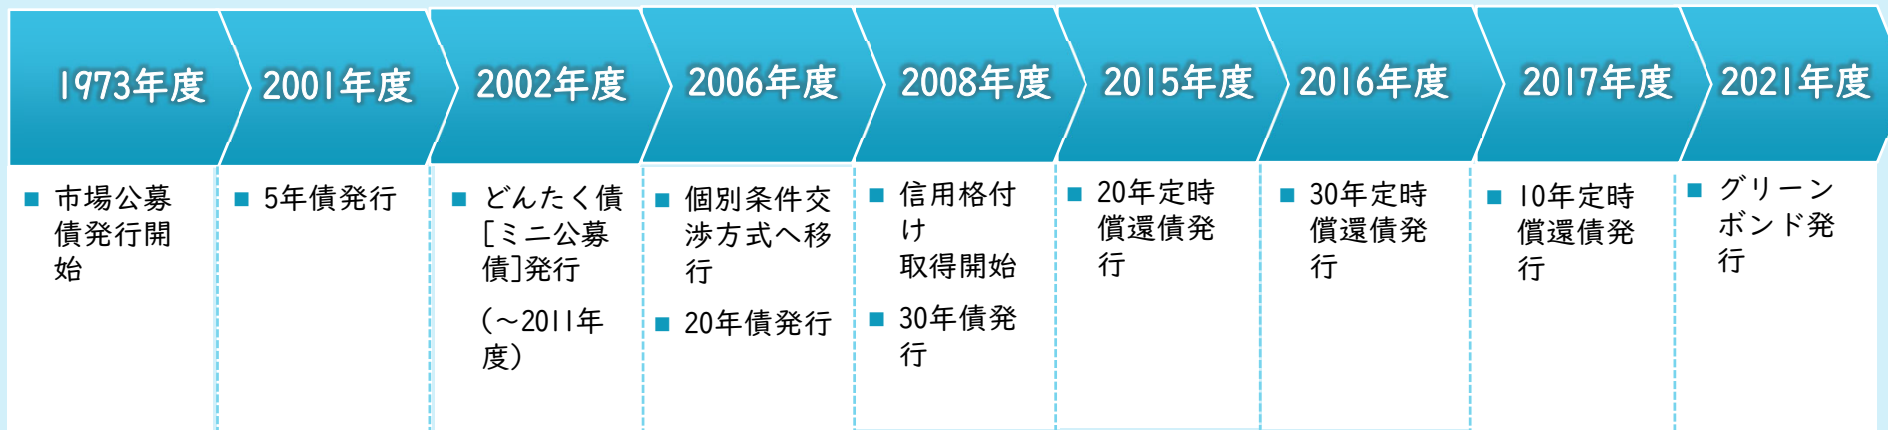 1973年度
2001年度
2002年度
2006年度
2008年度
2015年度
2016年度
2017年度
2021年度
■ 市場公募
債発行開
始
■ 5年債発行
■ どんたく債
[ミニ公募
債]発行
(~2011年
度)
■ 個別条件交
渉方式へ移
行
■ 20年債発行
■ 信用格付
け
取得開始
■ 30年債発
行
■ 20年定時
償還債発
行
■ 30年定時
償還債発
行
■ 10年定時
償還債発
行
■ グリーン
ボンド発
行